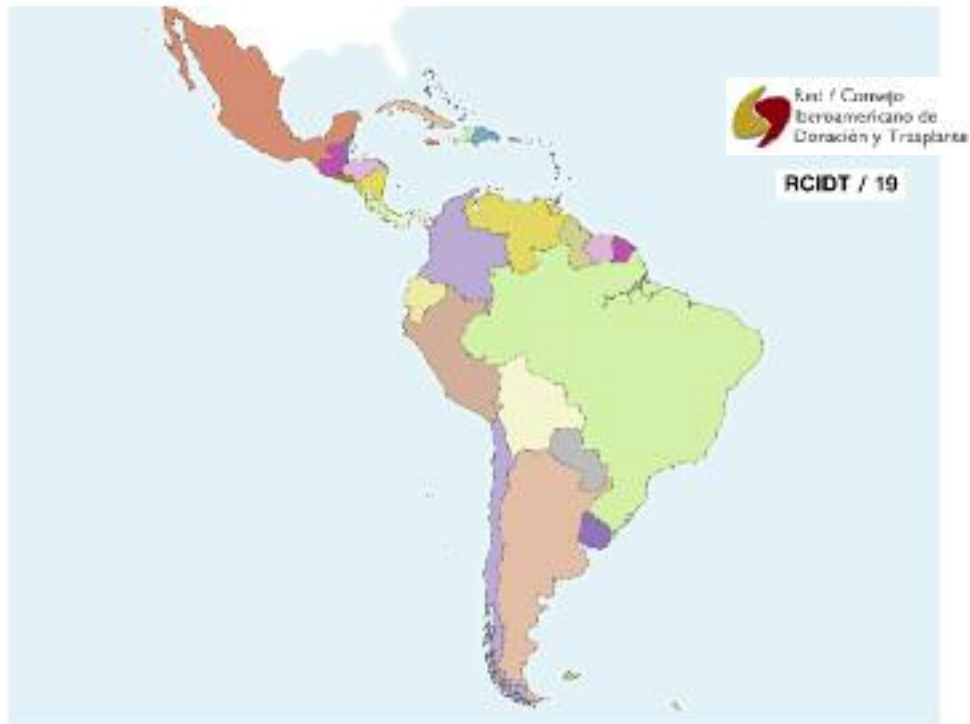 Red / Consejo
Iberoamericano de
Donación y Trasplante
RCIDT / 19